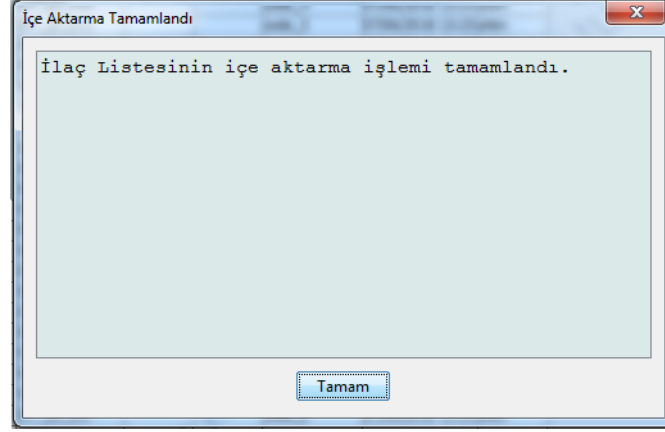 İçe Aktarma Tamamlandı
İlaç Listesinin içe aktarma işlemi tamamlandı.
Tamam